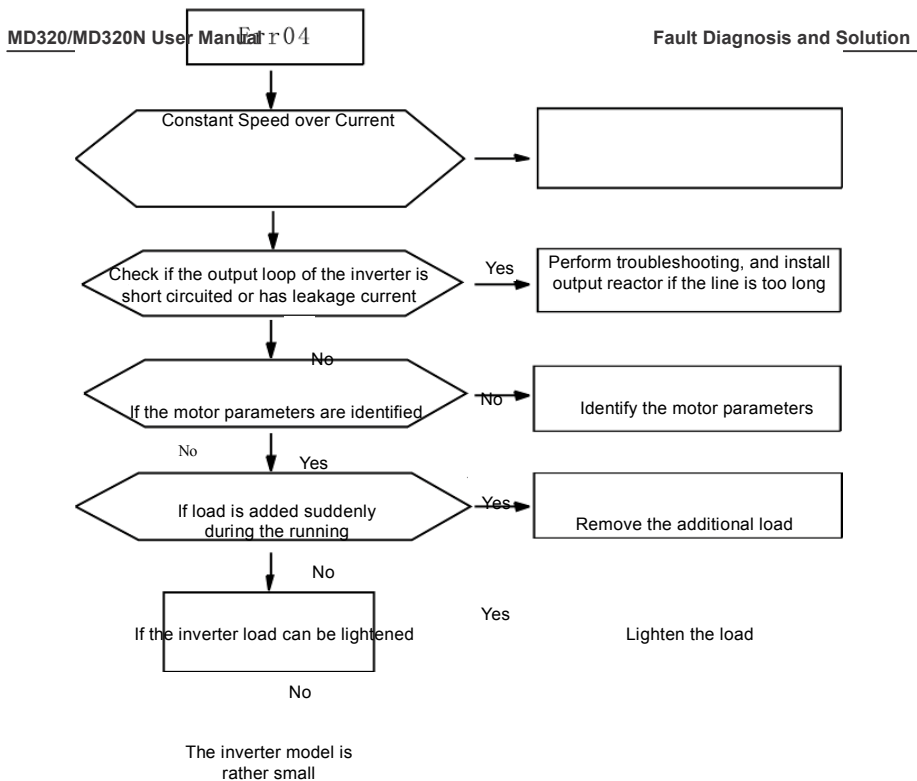 MD320/MD320N User Manual
Err04
Fault Diagnosis and Solution
Constant Speed over Current
Check if the output loop of the inverter is
short circuited or has leakage current
Yes
Perform troubleshooting, and install
output reactor if the line is too long
No
If the motor parameters are identified
No
Identify the motor parameters
No
Yes
If load is added suddenly
during the running
Yes
Remove the additional load
No
If the inverter load can be lightened
Yes
Lighten the load
No
The inverter model is
rather small